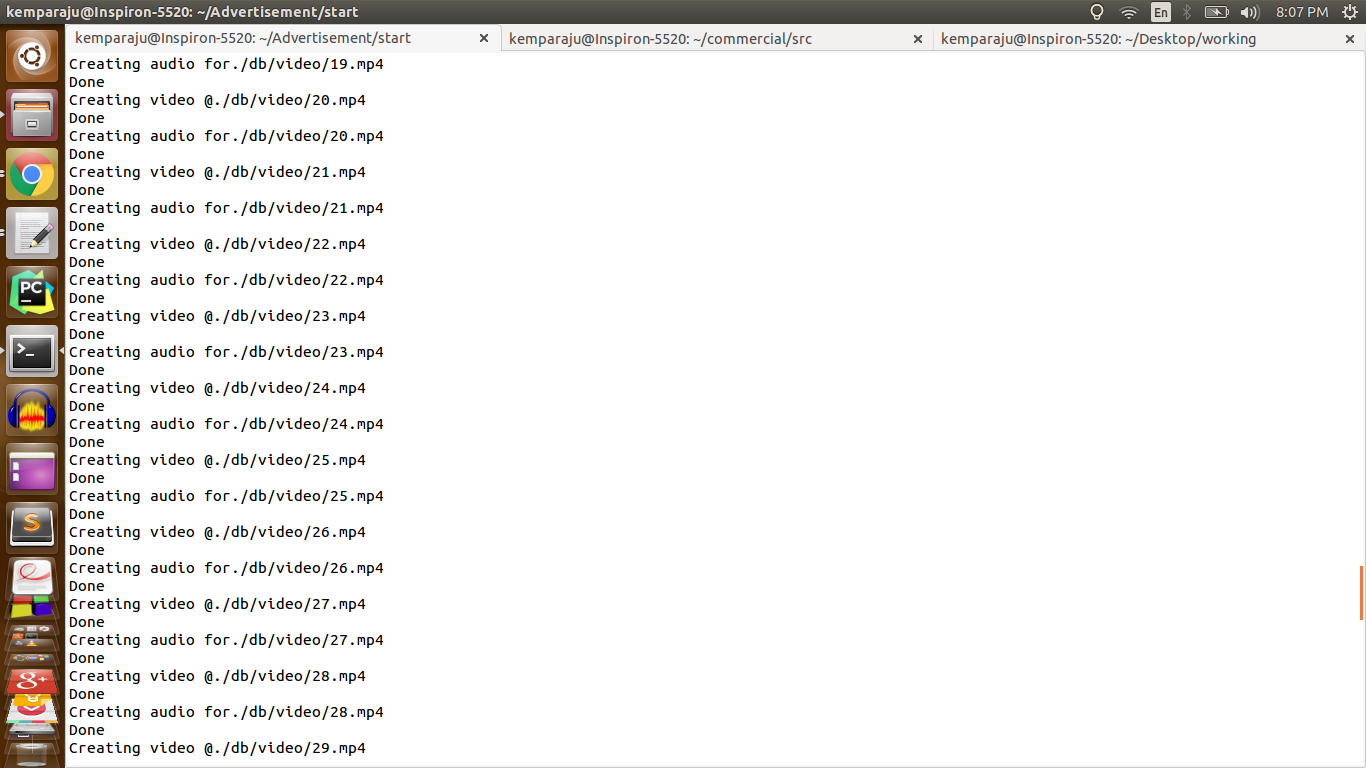 kemparaju@Inspiron-5520: ~/Advertisement/start
En
8:07 PM
kemparaju@Inspiron-5520: ~/Advertisement/start
kemparaju@Inspiron-5520: ~/commercial/src
kemparaju@Inspiron-5520: ~/Desktop/working
Creating audio for./db/video/19.mp4
Done
Creating video @./db/video/20.mp4
Done
Creating audio for./db/video/20.mp4
Done
Creating video @./db/video/21.mp4
Done
Creating audio for./db/video/21.mp4
Done
Creating video @./db/video/22.mp4
Done
Creating audio for./db/video/22.mp4
Done
Creating video @./db/video/23.mp4
Done
Creating audio for./db/video/23.mp4
Done
Creating video @./db/video/24.mp4
Done
Creating audio for./db/video/24.mp4
Done
Creating video @./db/video/25.mp4
Done
Creating audio for./db/video/25.mp4
Done
Creating video @./db/video/26.mp4
Done
Creating audio for./db/video/26.mp4
Done
Creating video @./db/video/27.mp4
Done
Creating audio for./db/video/27.mp4
Done
Creating video @./db/video/28.mp4
Done
Creating audio for./db/video/28.mp4
Done
Creating video @./db/video/29.mp4
PC
>_
S
g+